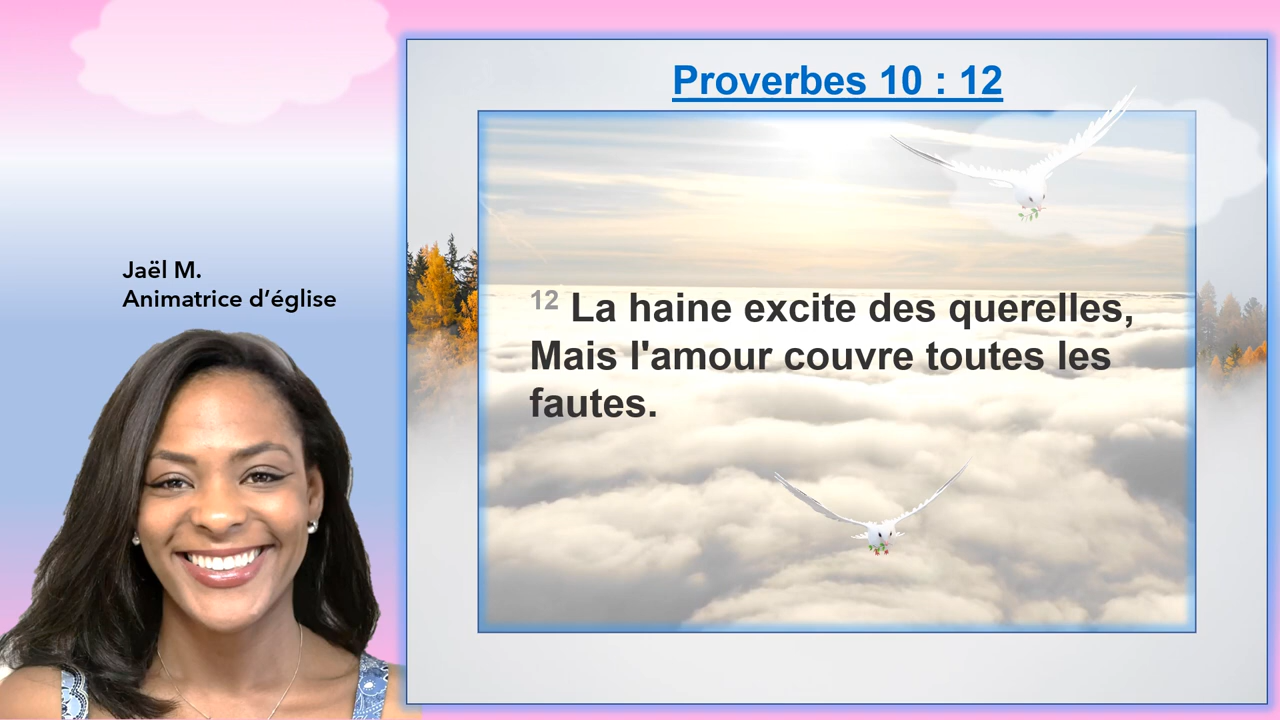 Proverbes 10 : 12
Jaël M.
Animatrice d’église
12 La haine excite des querelles,
Mais l'amour couvre toutes les
fautes.